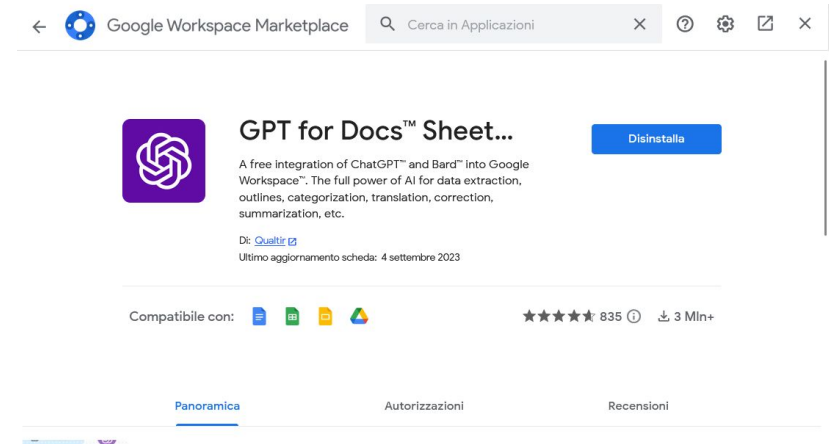 Google Workspace Marketplace
Cerca in Applicazioni
GPT for Docs™ Sheet...
Disinstalla
A free integration of ChatGPT™ and Bard™ into Google
Workspace™. The full power of AI for data extraction,
outlines, categorization, translation, correction,
summarization, etc.
Di: Qualtir
Ultimo aggiornamento scheda: 4 settembre 2023
Compatibile con:
835
3 Mln+
Panoramica
Autorizzazioni
Recensioni